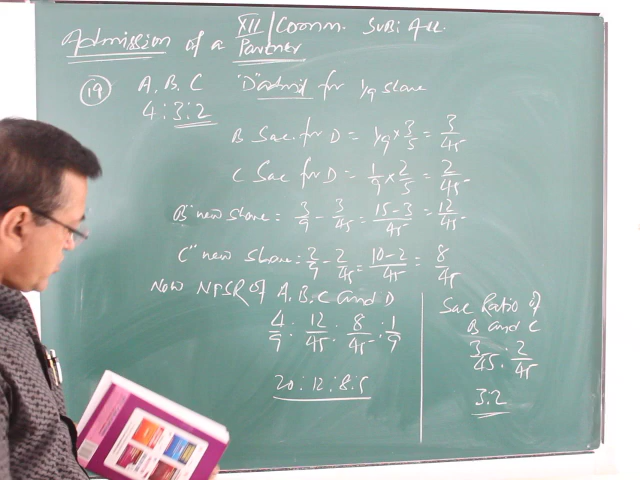 XII/Comm. Sub: Acc.
Admission of a Partner
19 A, B, C "D" admit for 1/9 share
4:3:2
B Sac. for D = 1/9 × 3/5 = 3/45
C Sac for D = 1/9 × 2/5 = 2/45
B" new share = 3/9 - 3/45 = 15-3/45 = 12/45
C" new share = 2/9 - 2/45 = 10-2/45 = 8/45
Now NPSR of A, B, C and D
4/9 : 12/45 : 8/45 : 1/9
20:12:8:5
Sac Ratio of
B and C
3/45 : 2/45
3:2